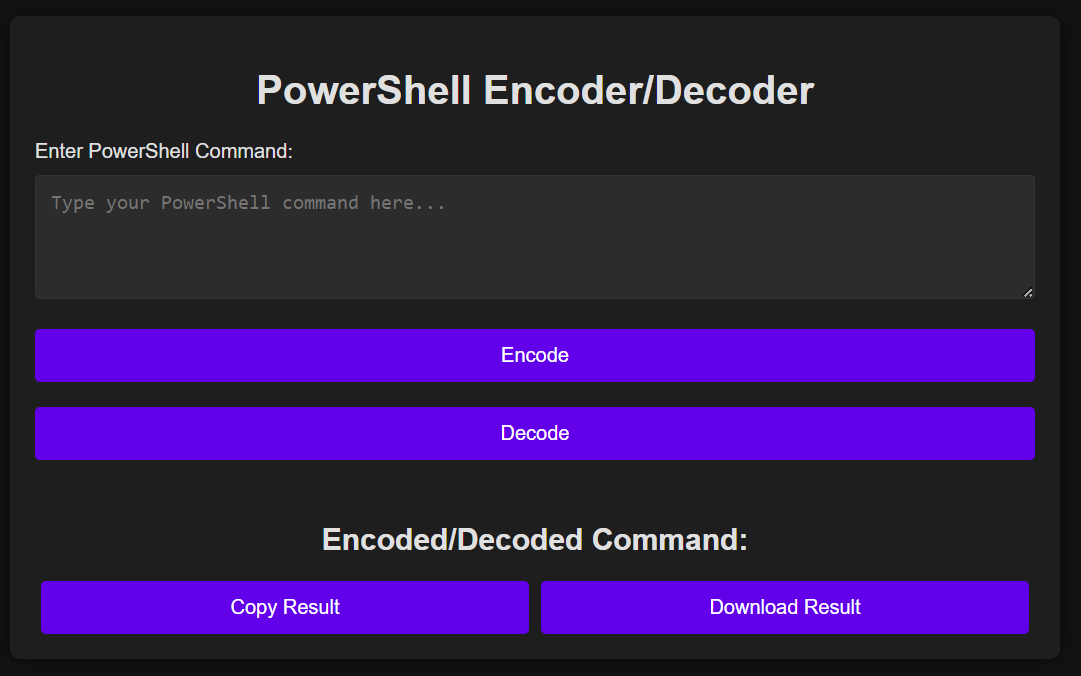 PowerShell Encoder/Decoder
Enter PowerShell Command:
Type your PowerShell command here...
Encode
Decode
Encoded/Decoded Command:
Copy Result
Download Result